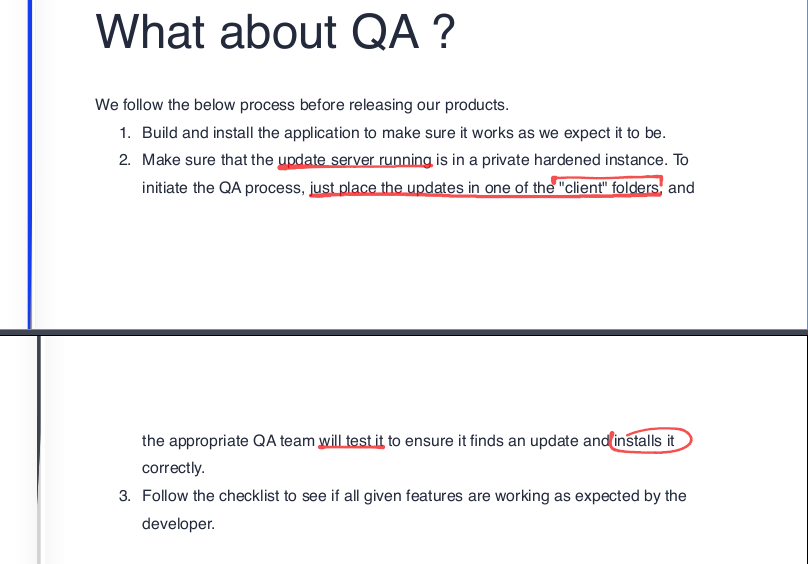 What about QA ?
We follow the below process before releasing our products.
1. Build and install the application to make sure it works as we expect it to be.
2. Make sure that the update server running is in a private hardened instance. To
initiate the QA process, just place the updates in one of the "client" folders, and
the appropriate QA team will test it to ensure it finds an update and installs it
correctly.
3. Follow the checklist to see if all given features are working as expected by the
developer.